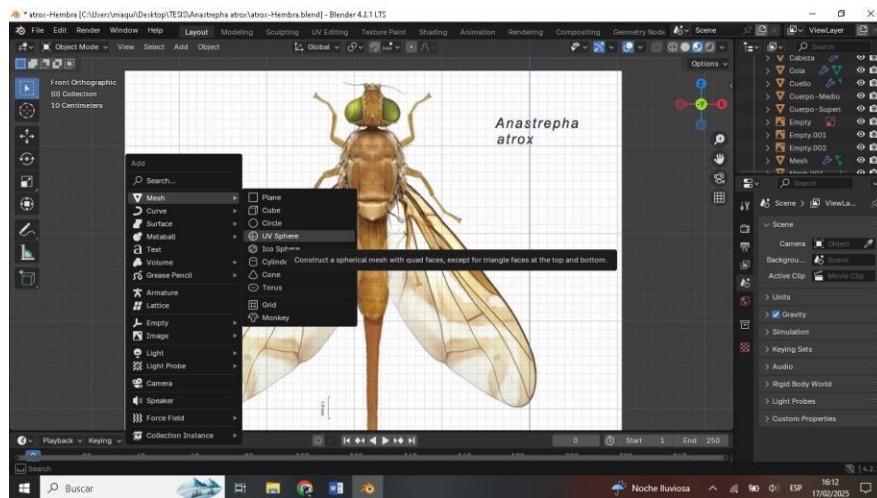 * atrox-Hembra [C:\Users\maqui\Desktop\TESIS\Anastrepha atrox\atrox-Hembra.blend] - Blender 4.2.1 LTS
File Edit Render Window Help Layout Modeling Sculpting UV Editing Texture Paint Shading Animation Rendering Compositing Geometry Node Scene ViewLayer
Object Mode View Select Add Object Global Search
Options
Front Orthographic
(0) Collection
10 Centimeters
Anastrepha
atrox
Add
Search...
Mesh
Curve
Surface
Metaball
Text
Volume
Grease Pencil
Armature
Lattice
Empty
Image
Light
Light Probe
Camera
Speaker
Force Field
Collection Instance
Plane
Cube
Circle
UV Sphere
Ico Sphere
Cylinde
Construct a spherical mesh with quad faces, except for triangle faces at the top and bottom.
Cone
Torus
Grid
Monkey
Cabeza
Cola
Cuello
Cuerpo-Medio
Cuerpo-Superi
Empty
Empty.001
Empty.002
Mesh
Search
Scene > ViewLa...
Scene
Camera Object
Backgrou... Scene
Active Clip Movie Clip
Units
Gravity
Simulation
Keying Sets
Audio
Rigid Body World
Light Probes
Custom Properties
Playback Keying 0 Start 1 End 250
Search 4.2.
Buscar Noche lluviosa ESP 16:12
17/02/2025